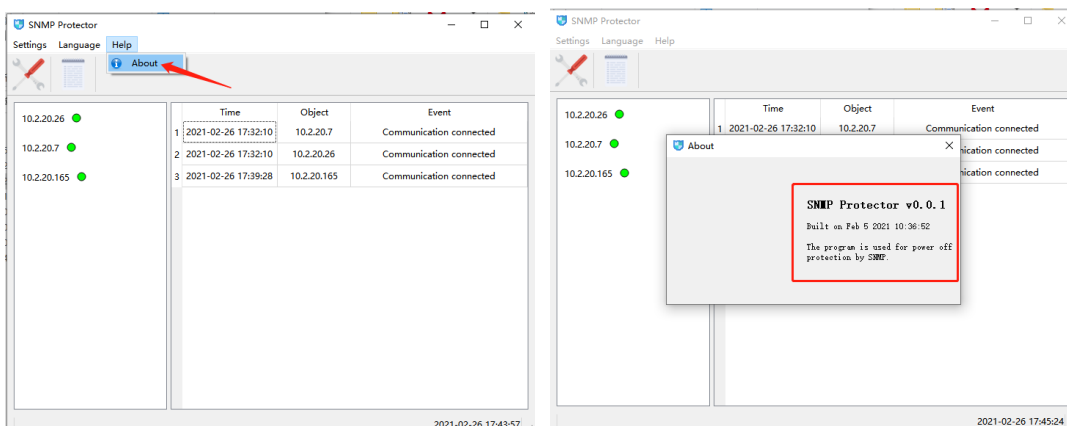 SNMP Protector
Settings Language Help
About
10.2.20.26
10.2.20.7
10.2.20.165
Time Object Event
1 2021-02-26 17:32:10 10.2.20.7 Communication connected
2 2021-02-26 17:32:10 10.2.20.26 Communication connected
3 2021-02-26 17:39:28 10.2.20.165 Communication connected
2021-02-26 17:43:57
SNMP Protector
Settings Language Help
10.2.20.26
10.2.20.7
10.2.20.165
Time Object Event
1 2021-02-26 17:32:10 10.2.20.7 Communication connected
ication connected
ication connected
About
SNMP Protector v0.0.1
Built on Feb 5 2021 10:36:52
The program is used for power off
protection by SNMP.
2021-02-26 17:45:24